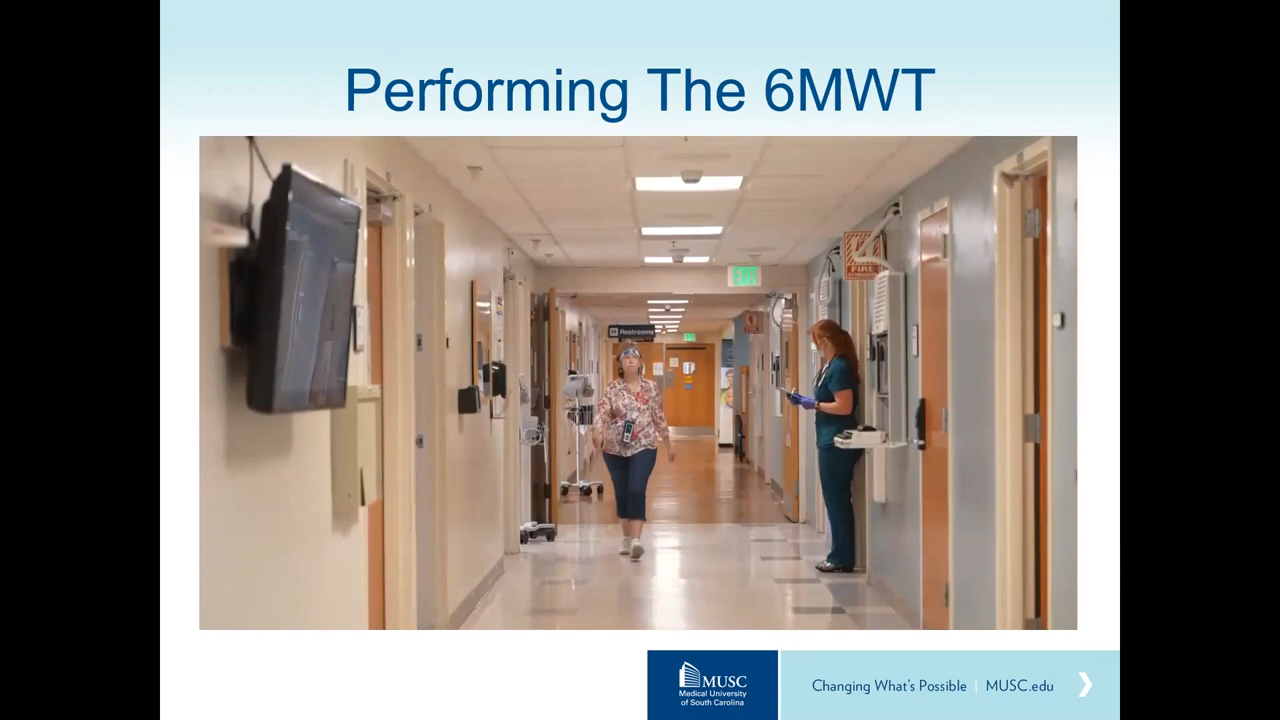 Performing The 6MWT
EXIT
FIRE
Restrooms
MUSC
Medical University
of South Carolina
Changing What's Possible | MUSC.edu